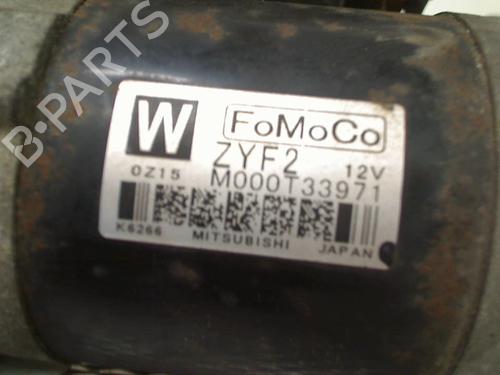 W
FoMoCo
ZYF2
12V
0Z15
M000T33971
K6266
MITSUBISHI
JAPAN
B-PARTS